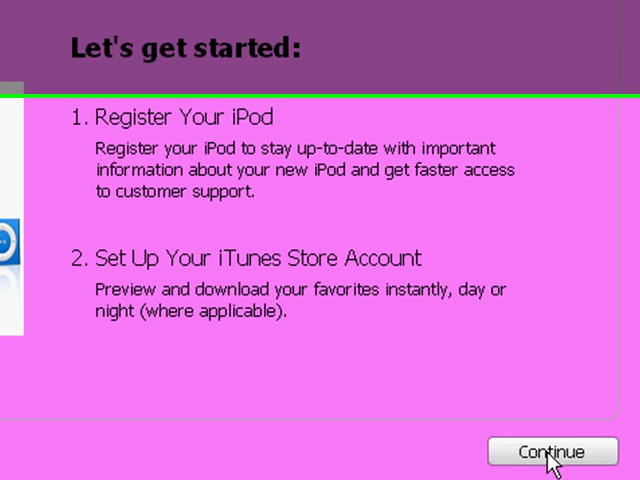 Let's get started:
1. Register Your iPod
Register your iPod to stay up-to-date with important
information about your new iPod and get faster access
to customer support.
2. Set Up Your iTunes Store Account
Preview and download your favorites instantly, day or
night (where applicable).
Continue